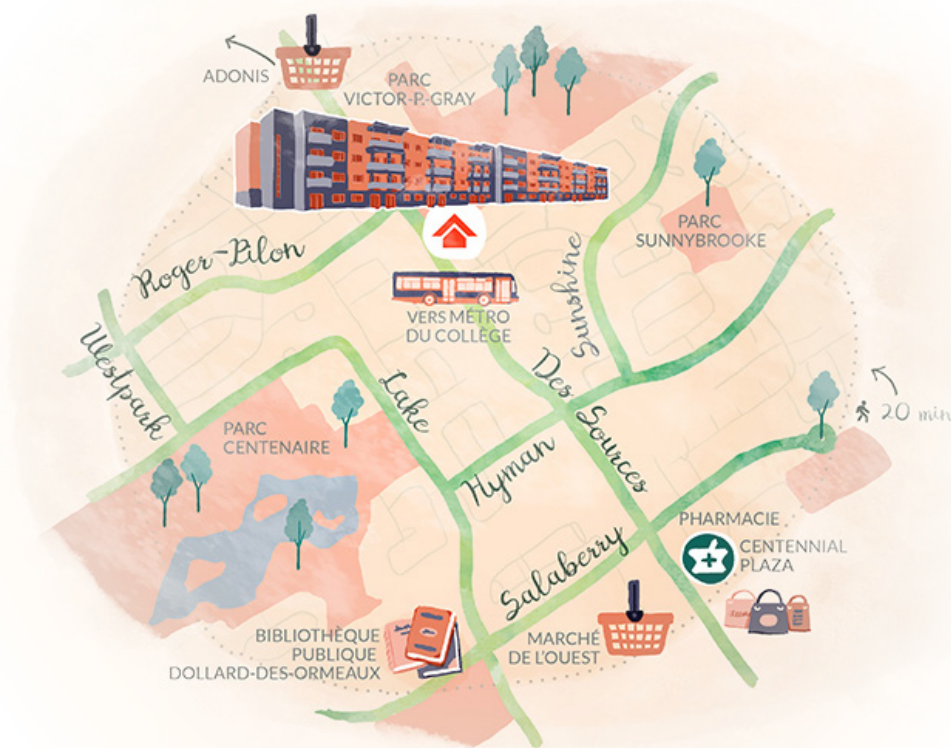 ADONIS
PARC
VICTOR-P.-GRAY
PARC
SUNNYBROOKE
Roger-Pilon
Sunshine
VERS MÉTRO
DU COLLÈGE
Westpark
Lake
Des Sources
20 min
PARC
CENTENAIRE
Hyman
PHARMACIE
CENTENNIAL
PLAZA
Salaberry
BIBLIOTHÈQUE
PUBLIQUE
DOLLARD-DES-ORMEAUX
MARCHÉ
DE L'OUEST